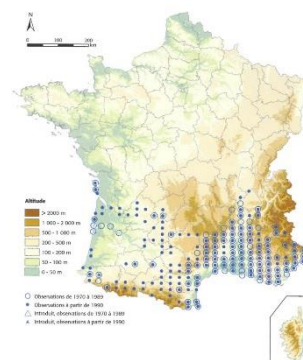 N
0 100 200
km
Altitude
> 2000 m
1 000 - 2 000 m
500 - 1 000 m
200 - 500 m
100 - 200 m
50 - 100 m
0 - 50 m
Observations de 1970 à 1989
Observations à partir de 1990
Introduit, observations de 1970 à 1989
Introduit, observations à partir de 1990